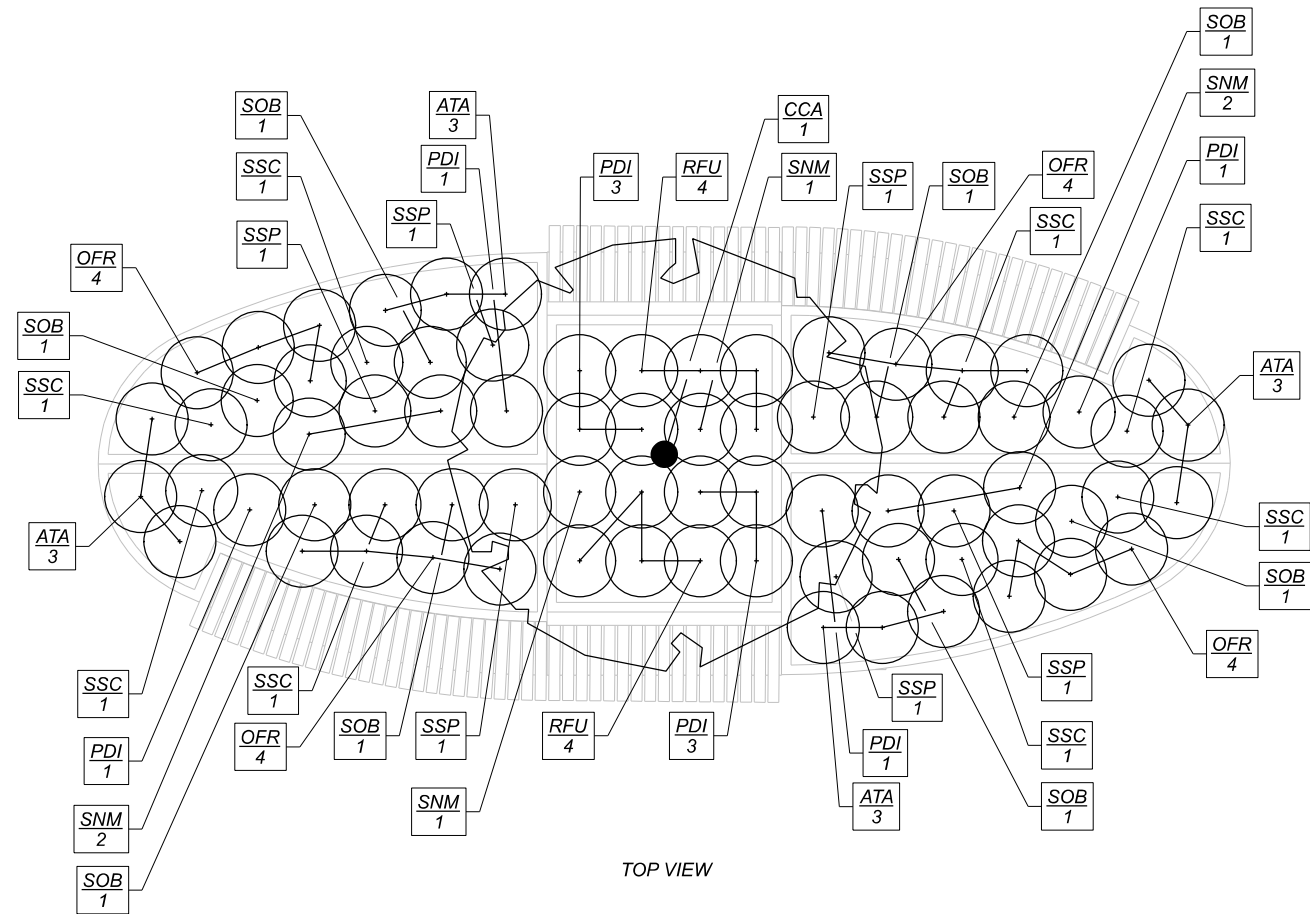 SOB
1
SNM
2
PDI
1
SSC
1
SOB
1
ATA
3
CCA
1
SSC
1
PDI
1
PDI
3
RFU
4
SNM
1
SSP
1
SOB
1
OFR
4
SSC
1
SSP
1
SSP
1
OFR
4
SOB
1
SSC
1
ATA
3
ATA
3
SSC
1
SOB
1
OFR
4
SSC
1
PDI
1
SNM
2
SOB
1
SSC
1
OFR
4
SOB
1
SSP
1
SNM
1
RFU
4
PDI
3
SSP
1
PDI
1
ATA
3
SSP
1
SSC
1
SOB
1
TOP VIEW